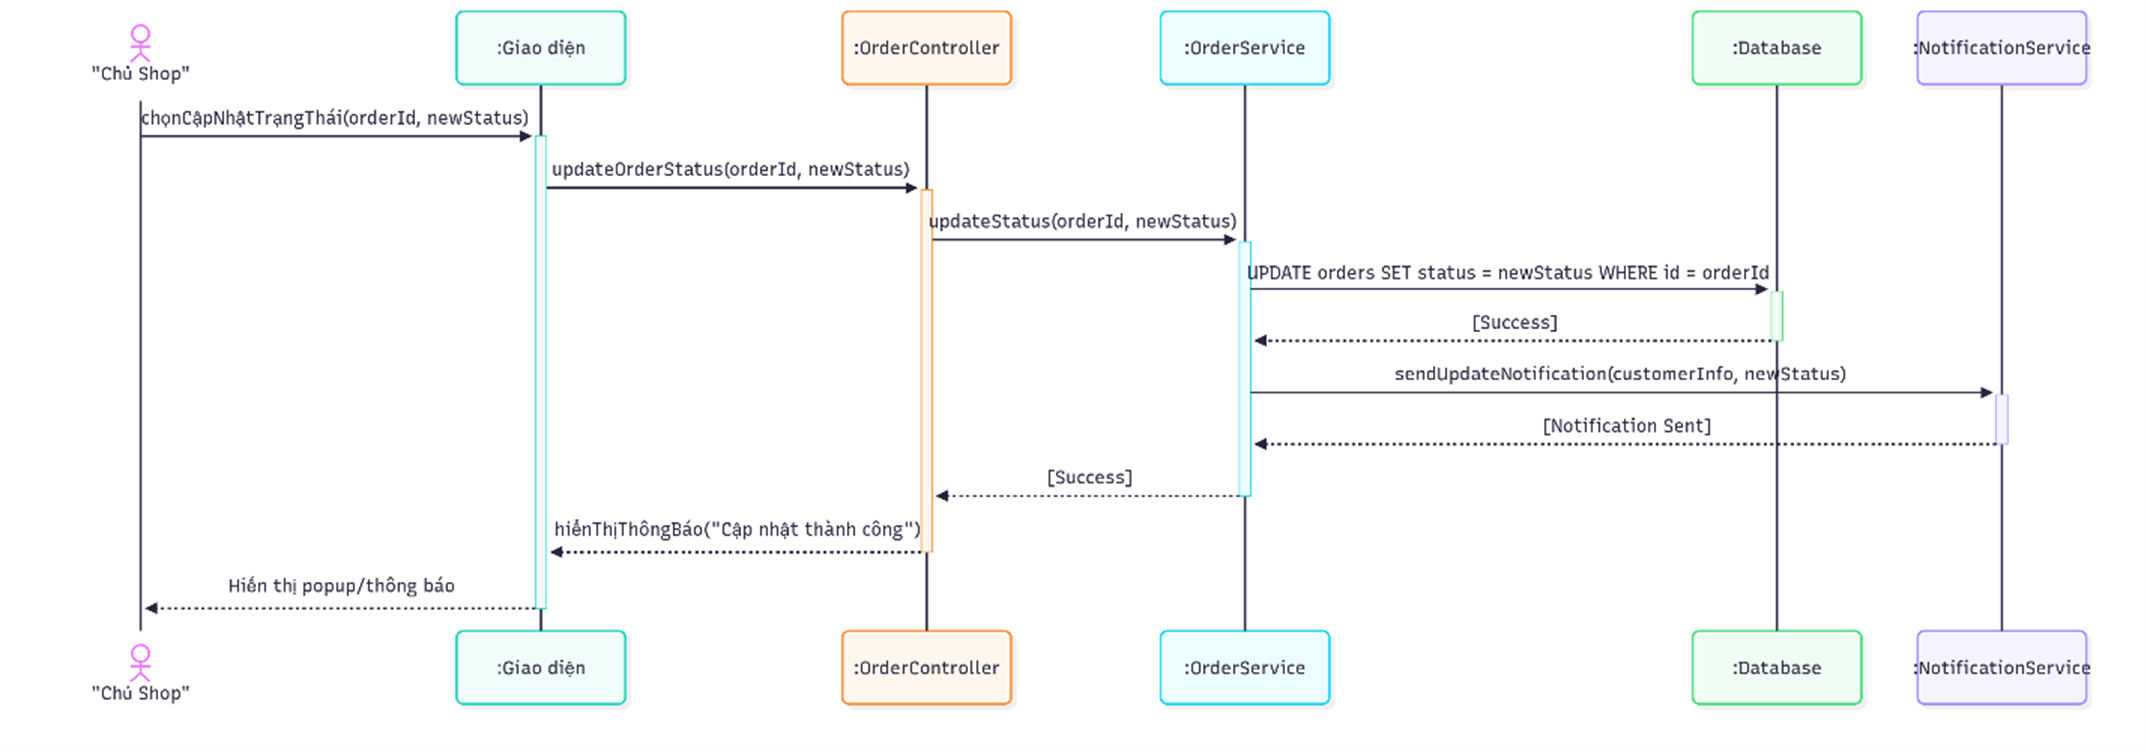 "Chủ Shop"
:Giao diện
:OrderController
:OrderService
:Database
:NotificationService
chọnCậpNhậtTrạngThái(orderId, newStatus)
updateOrderStatus(orderId, newStatus)
updateStatus(orderId, newStatus)
UPDATE orders SET status = newStatus WHERE id = orderId
[Success]
sendUpdateNotification(customerInfo, newStatus)
[Notification Sent]
[Success]
hiểnThịThôngBáo("Cập nhật thành công")
Hiển thị popup/thông báo
"Chủ Shop"
:Giao diện
:OrderController
:OrderService
:Database
:NotificationService